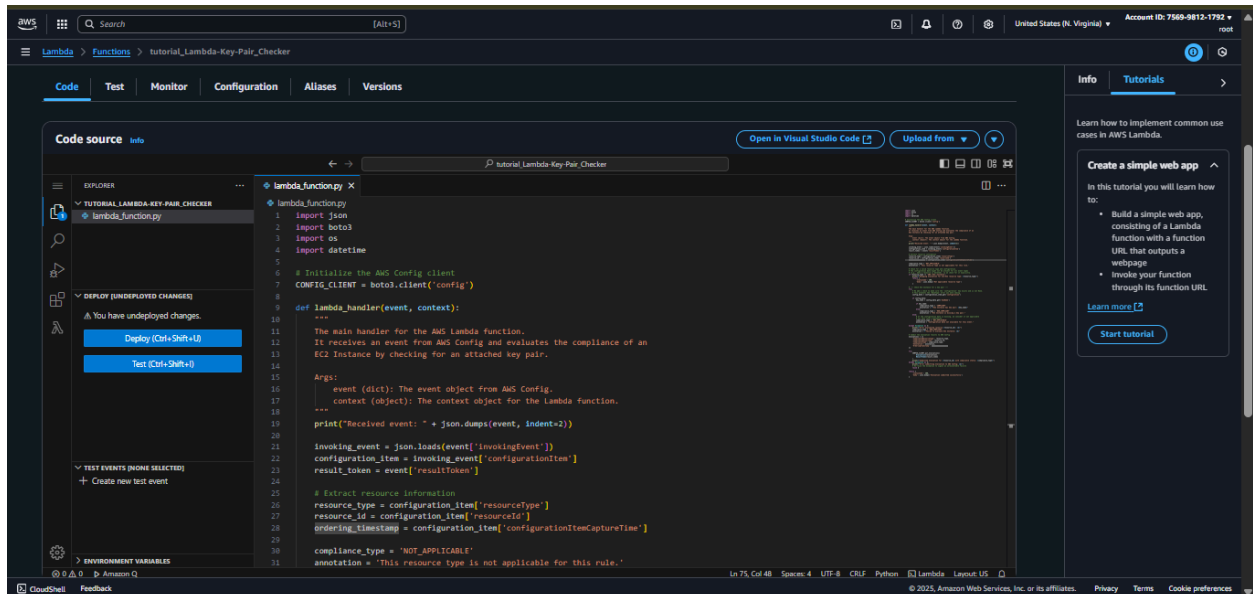 aws
Search [Alt+S]
United States (N. Virginia)
Account ID: 7569-9812-1792
root
Lambda > Functions > tutorial_Lambda-Key-Pair_Checker
Code Test Monitor Configuration Aliases Versions
Code source Info
Open in Visual Studio Code
Upload from
tutorial_Lambda-Key-Pair_Checker
EXPLORER
TUTORIAL_LAMBDA-KEY-PAIR_CHECKER
lambda_function.py
DEPLOY [UNDEPLOYED CHANGES]
You have undeployed changes.
Deploy (Ctrl+Shift+U)
Test (Ctrl+Shift+I)
TEST EVENTS [NONE SELECTED]
+ Create new test event
ENVIRONMENT VARIABLES
lambda_function.py ×
lambda_function.py
1 import json
2 import boto3
3 import os
4 import datetime
5
6 # Initialize the AWS Config client
7 CONFIG_CLIENT = boto3.client('config')
8
9 def lambda_handler(event, context):
10 """
11 The main handler for the AWS Lambda function.
12 It receives an event from AWS Config and evaluates the compliance of an
13 EC2 Instance by checking for an attached key pair.
14
15 Args:
16 event (dict): The event object from AWS Config.
17 context (object): The context object for the Lambda function.
18 """
19 print("Received event: " + json.dumps(event, indent=2))
20
21 invoking_event = json.loads(event['invokingEvent'])
22 configuration_item = invoking_event['configurationItem']
23 result_token = event['resultToken']
24
25 # Extract resource information
26 resource_type = configuration_item['resourceType']
27 resource_id = configuration_item['resourceId']
28 ordering_timestamp = configuration_item['configurationItemCaptureTime']
29
30 compliance_type = 'NOT_APPLICABLE'
31 annotation = 'This resource type is not applicable for this rule.'
0 0 Amazon Q
Ln 75, Col 48 Spaces: 4 UTF-8 CRLF Python Lambda Layout: US
Info Tutorials
Learn how to implement common use
cases in AWS Lambda.
Create a simple web app
In this tutorial you will learn how
to:
• Build a simple web app,
consisting of a Lambda
function with a function
URL that outputs a
webpage
• Invoke your function
through its function URL
Learn more
Start tutorial
CloudShell Feedback
© 2025, Amazon Web Services, Inc. or its affiliates. Privacy Terms Cookie preferences